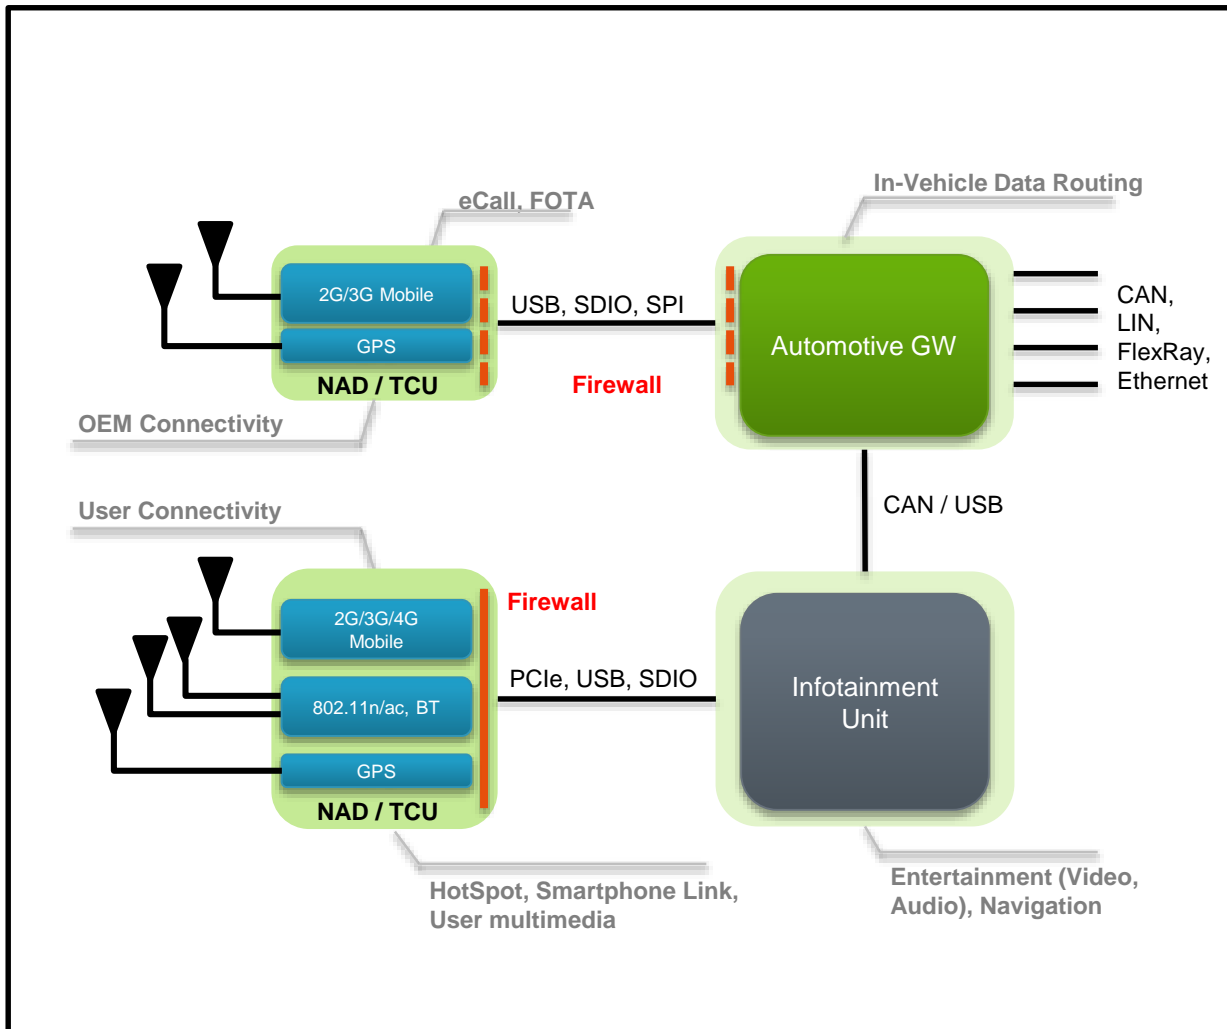 In-Vehicle Data Routing
eCall, FOTA
2G/3G Mobile
GPS
NAD / TCU
USB, SDIO, SPI
Firewall
Automotive GW
CAN,
LIN,
FlexRay,
Ethernet
OEM Connectivity
User Connectivity
CAN / USB
2G/3G/4G
Mobile
802.11n/ac, BT
GPS
NAD / TCU
Firewall
PCIe, USB, SDIO
Infotainment
Unit
HotSpot, Smartphone Link,
User multimedia
Entertainment (Video,
Audio), Navigation